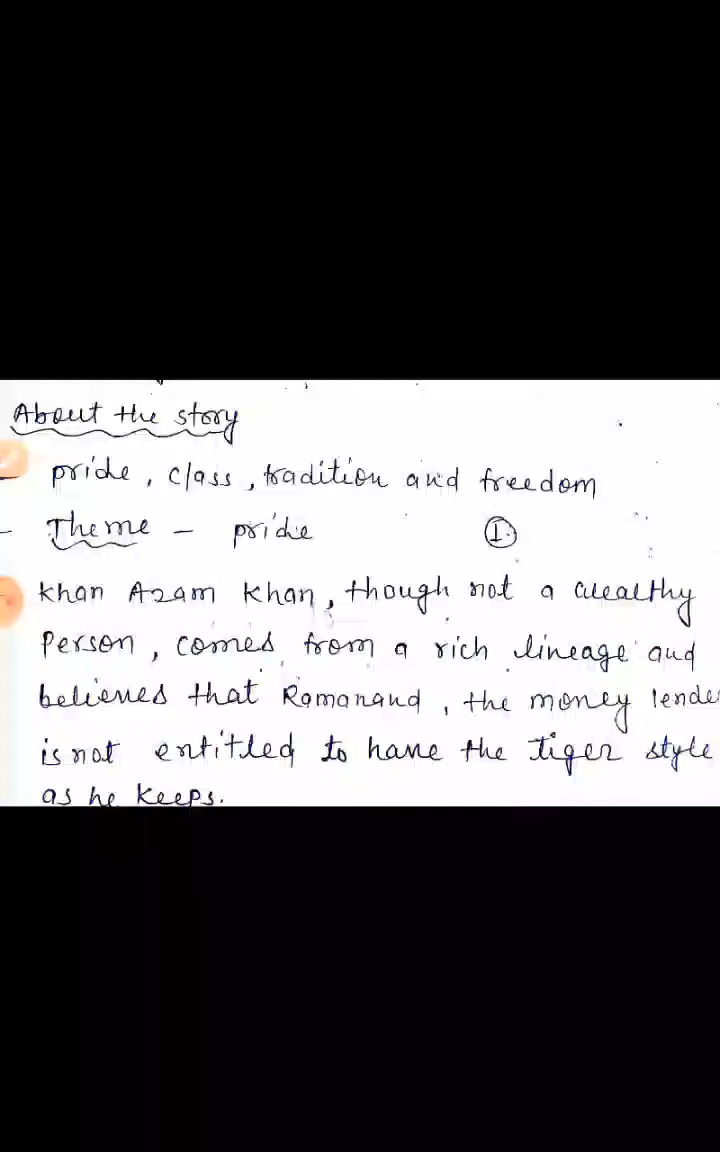 About the story
- pride, class, tradition and freedom
- Theme - pride ①
Khan Azam Khan, though not a wealthy
Person, comes from a rich lineage and
believes that Ramanand, the money lende
is not entitled to have the tiger style
as he keeps.